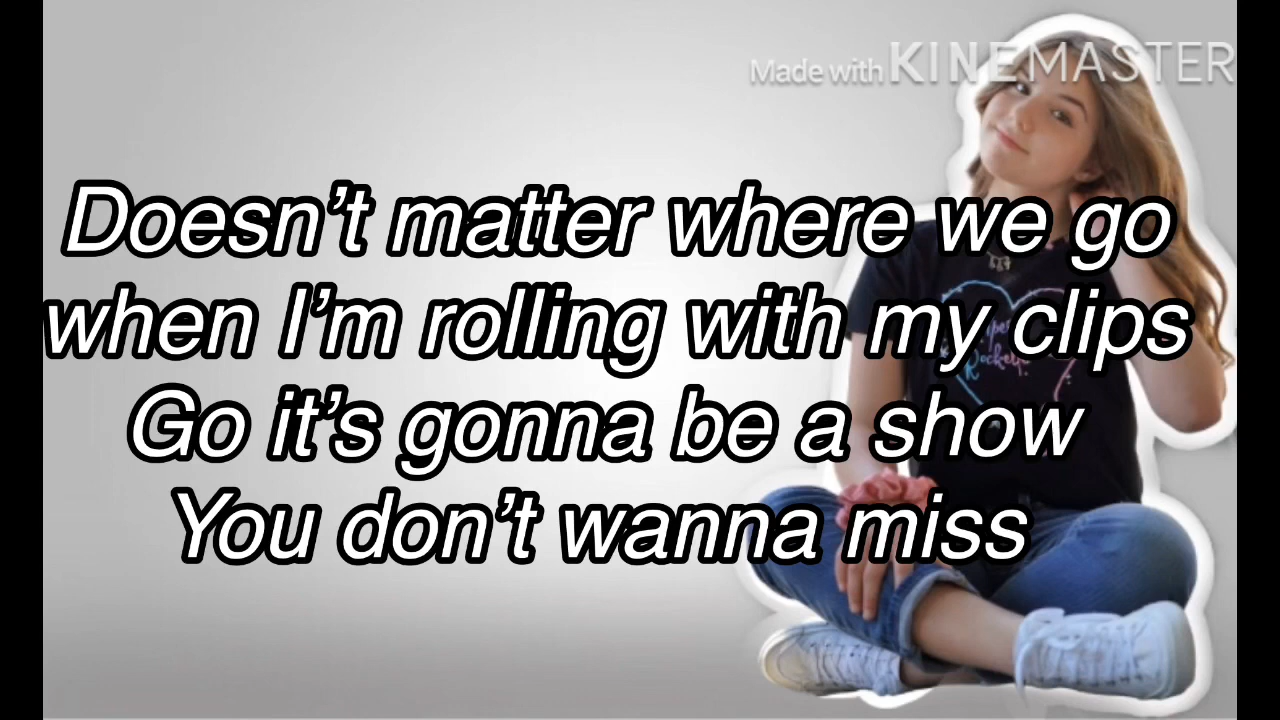 Made with KINEMASTER
Doesn't matter where we go
when I'm rolling with my clips
Go it's gonna be a show
You don't wanna miss
Rockerz